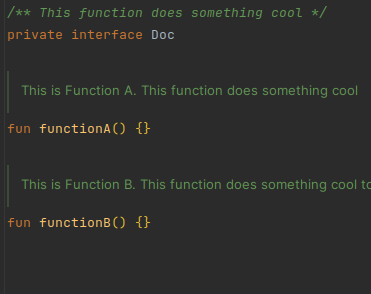 /** This function does something cool */
private interface Doc
This is Function A. This function does something cool
fun functionA() {}
This is Function B. This function does something cool to
fun functionB() {}